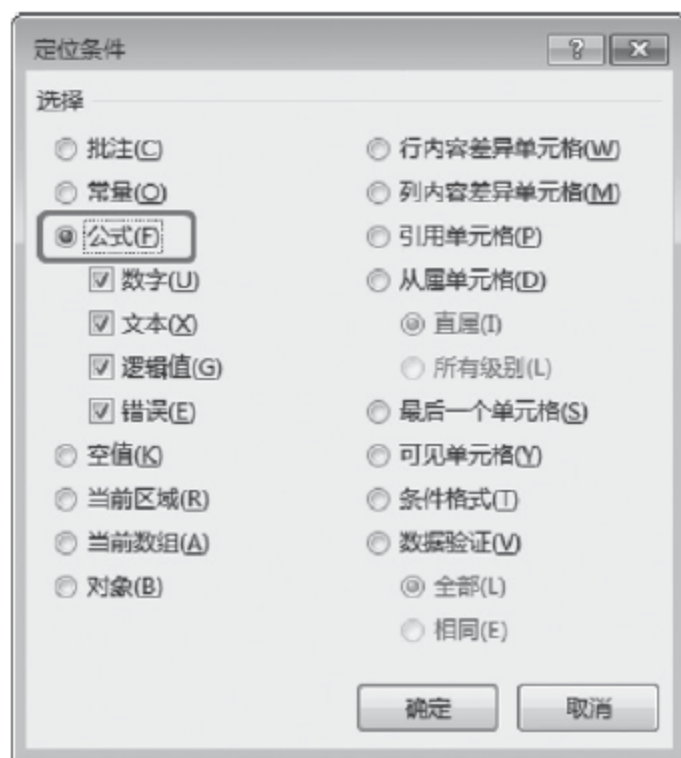 定位条件
选择
批注(C)
常量(O)
公式(F)
数字(U)
文本(X)
逻辑值(G)
错误(E)
空值(K)
当前区域(R)
当前数组(A)
对象(B)
行内容差异单元格(W)
列内容差异单元格(M)
引用单元格(P)
从属单元格(D)
直属(I)
所有级别(L)
最后一个单元格(S)
可见单元格(Y)
条件格式(T)
数据验证(V)
全部(L)
相同(E)
确定
取消